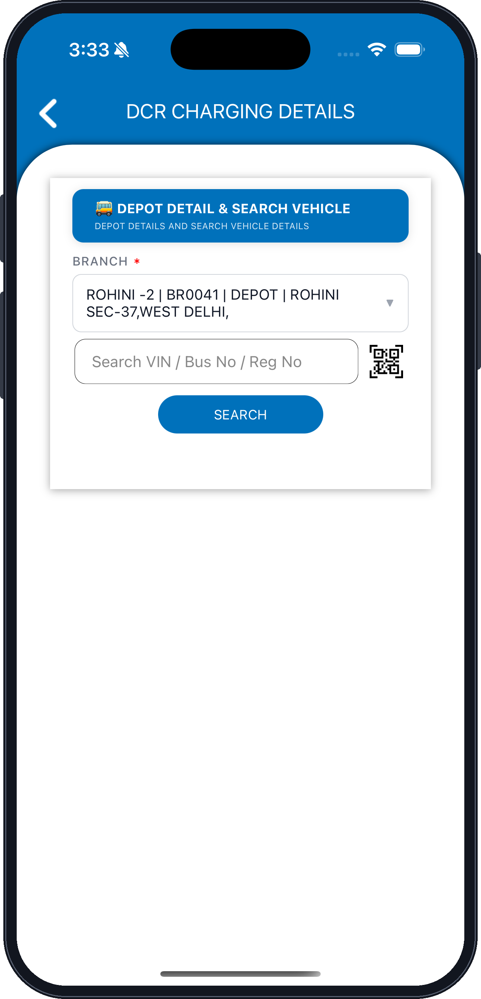 3:33
DCR CHARGING DETAILS
DEPOT DETAIL & SEARCH VEHICLE
DEPOT DETAILS AND SEARCH VEHICLE DETAILS
BRANCH *
ROHINI -2 | BR0041 | DEPOT | ROHINI
SEC-37,WEST DELHI,
▼
Search VIN / Bus No / Reg No
SEARCH